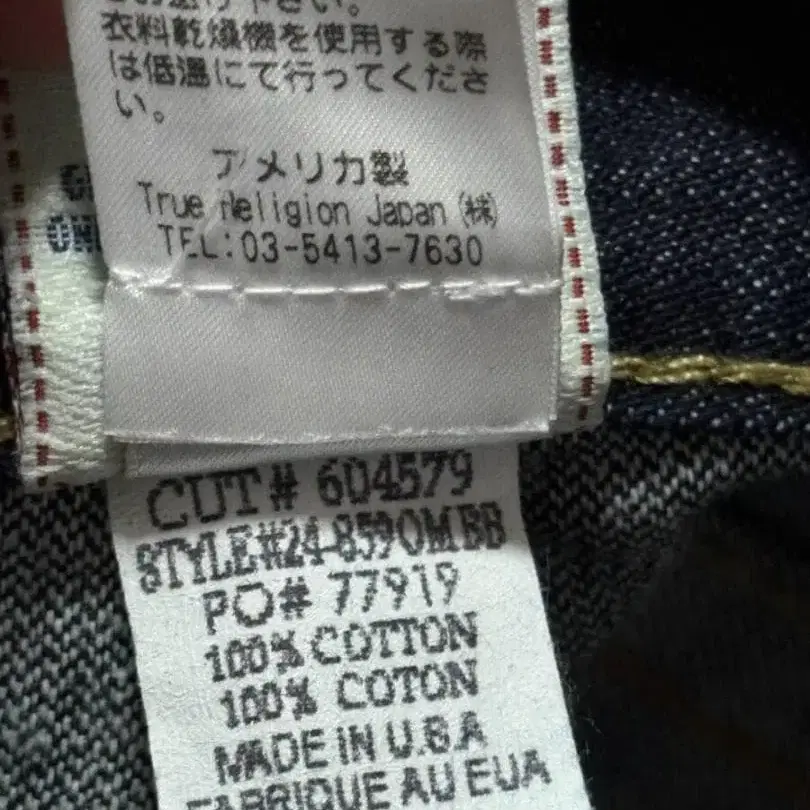 衣料乾燥機を使用する際
は低温にて行ってくださ
い。
アメリカ製
True Religion Japan (株)
TEL:03-5413-7630
CUT# 604579
STYLE#24-859OMBB
PO# 77919
100% COTTON
100% COTON
MADE IN U.S.A
FABRIQUE AU EUA